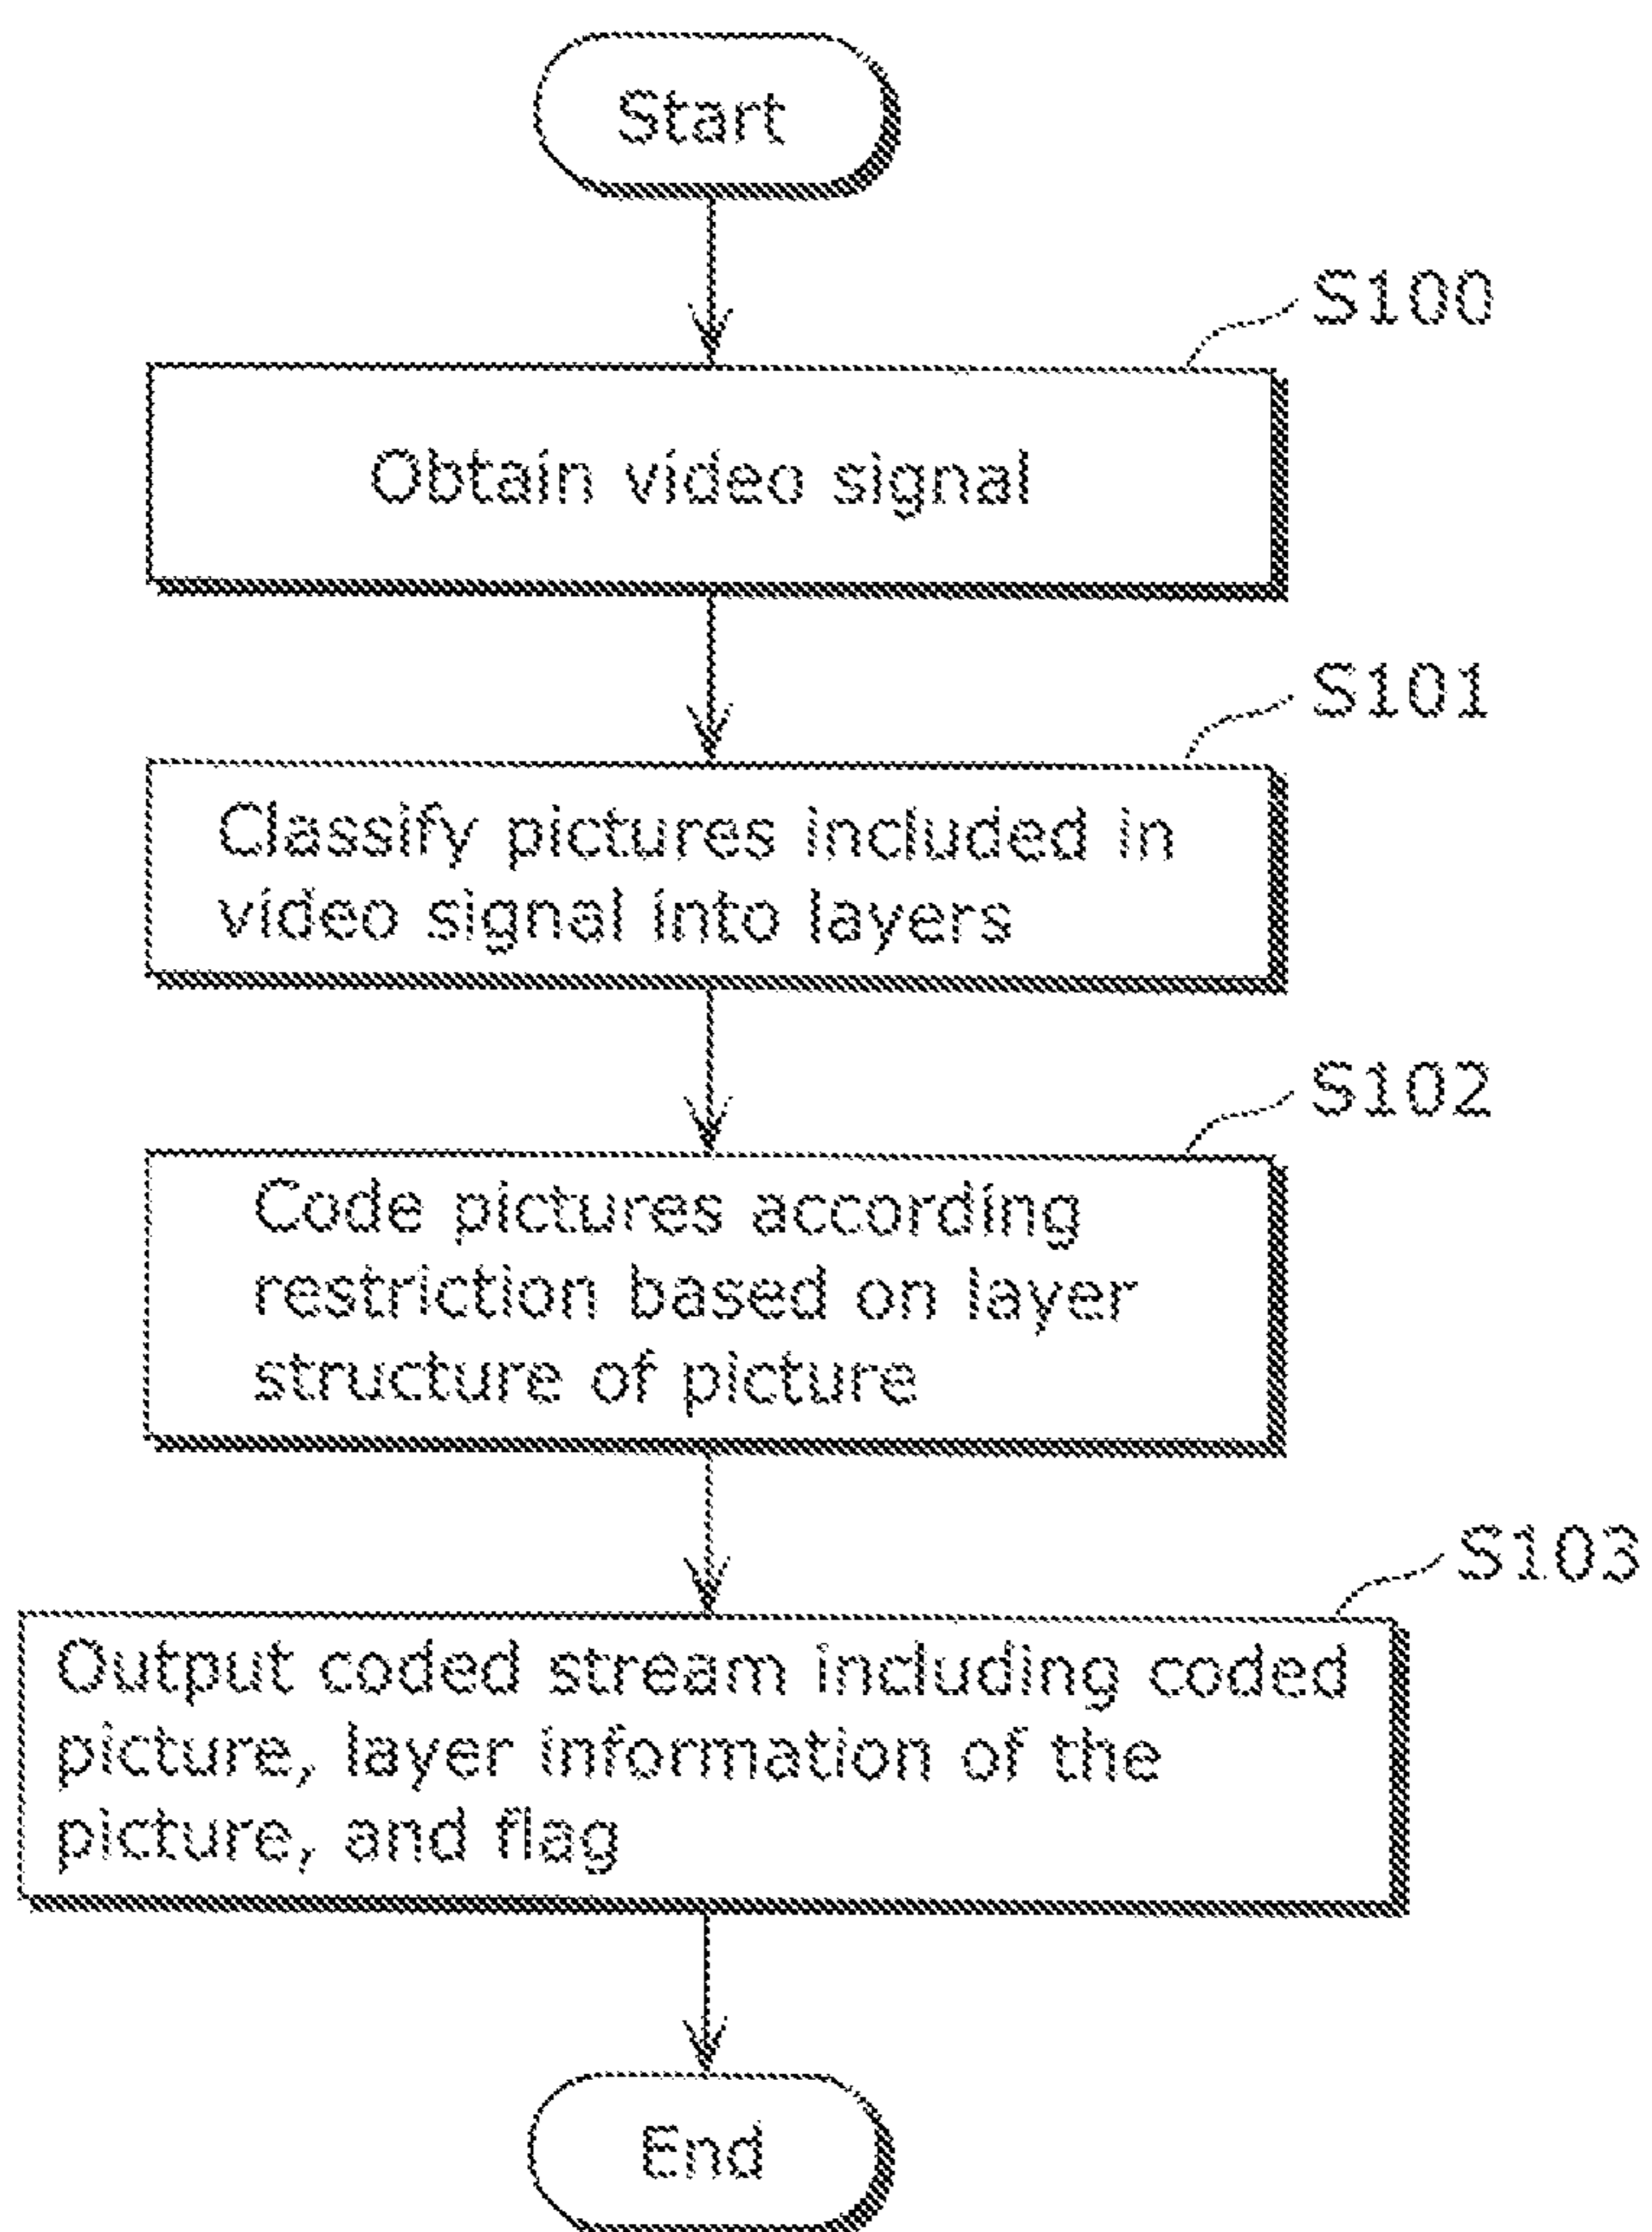 Start
S100
Obtain video signal
S101
Classify pictures included in
video signal into layers
S102
Code pictures according
restriction based on layer
structure of picture
S103
Output coded stream including coded
picture, layer information of the
picture, and flag
End